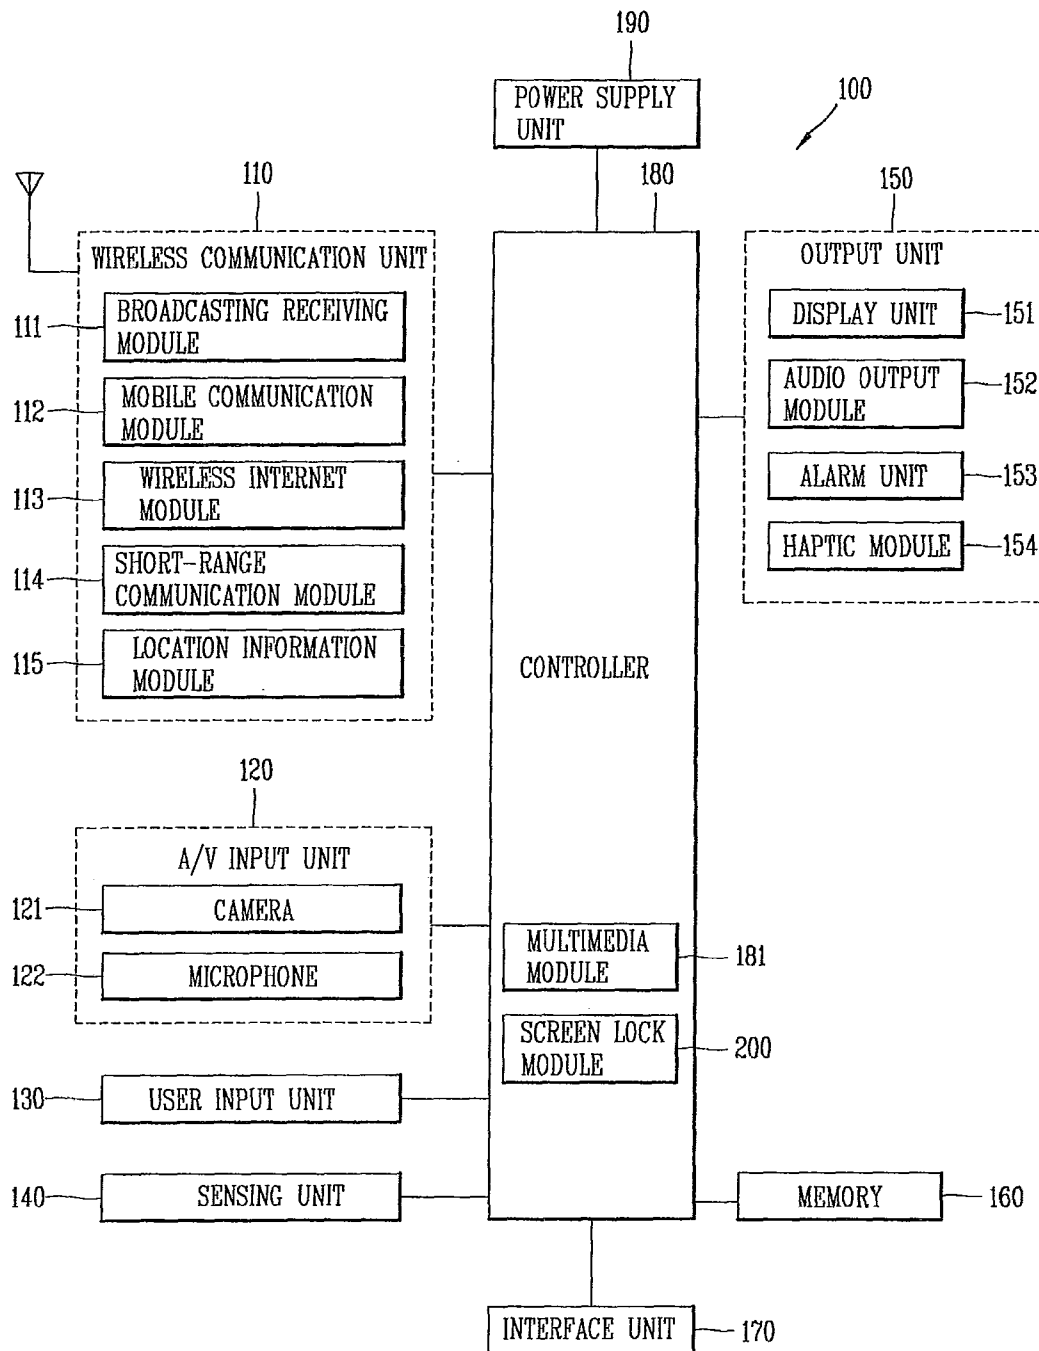 190
POWER SUPPLY
UNIT
100
110
180
150
WIRELESS COMMUNICATION UNIT
111
BROADCASTING RECEIVING
MODULE
112
MOBILE COMMUNICATION
MODULE
113
WIRELESS INTERNET
MODULE
114
SHORT-RANGE
COMMUNICATION MODULE
115
LOCATION INFORMATION
MODULE
OUTPUT UNIT
DISPLAY UNIT
151
AUDIO OUTPUT
MODULE
152
ALARM UNIT
153
HAPTIC MODULE
154
CONTROLLER
120
A/V INPUT UNIT
121
CAMERA
122
MICROPHONE
MULTIMEDIA
MODULE
181
SCREEN LOCK
MODULE
200
130
USER INPUT UNIT
140
SENSING UNIT
MEMORY
160
INTERFACE UNIT
170